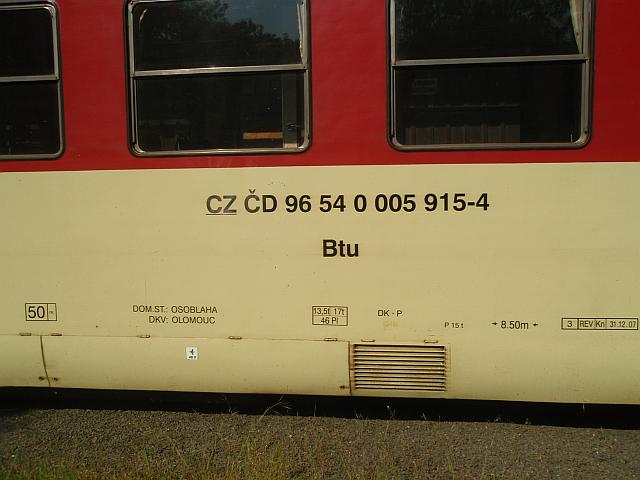 CZ ČD 96 54 0 005 915-4
Btu
50
DOM.ST.: OSOBLAHA
DKV: OLOMOUC
13,5t 17t
46 Pl
DK - P
P 15 t
8.50m
3 REV Kn 31.12.07